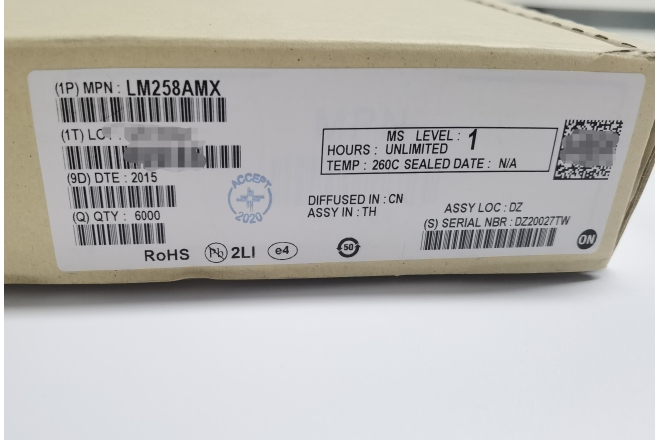 (1P) MPN : LM258AMX
(1T)
(9D) DTE : 2015
(Q) QTY : 6000
RoHS Pb 2LI e4
ACCEPT
2020
MS LEVEL : 1
HOURS : UNLIMITED
TEMP : 260C SEALED DATE : N/A
DIFFUSED IN : CN
ASSY IN : TH
50
ASSY LOC : DZ
(S) SERIAL NBR : DZ20027TW
ON